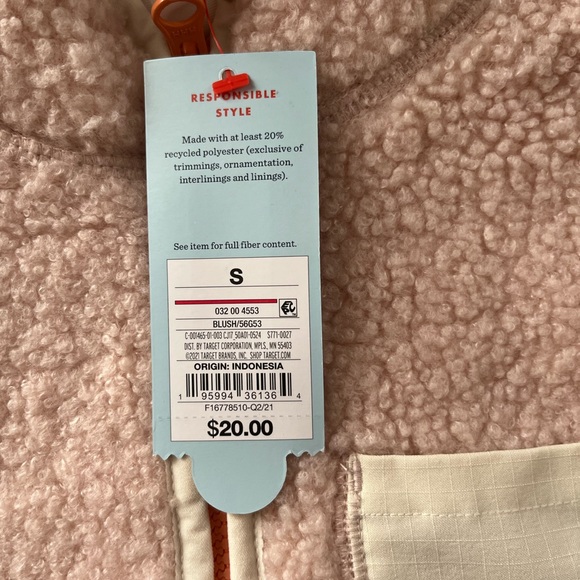 RESPONSIBLE
STYLE
Made with at least 20%
recycled polyester (exclusive of
trimmings, ornamentation,
interlinings and linings).
See item for full fiber content.
S
032 00 4553
BLUSH/56G53
C-001465-01-003 CJ17_50A01-0524 S771-0027
DIST. BY TARGET CORPORATION, MPLS, MN 55403
©2021 TARGET BRANDS, INC. SHOP TARGET.COM
ORIGIN: INDONESIA
1 95994 36136 4
F16778510-Q2/21
$20.00